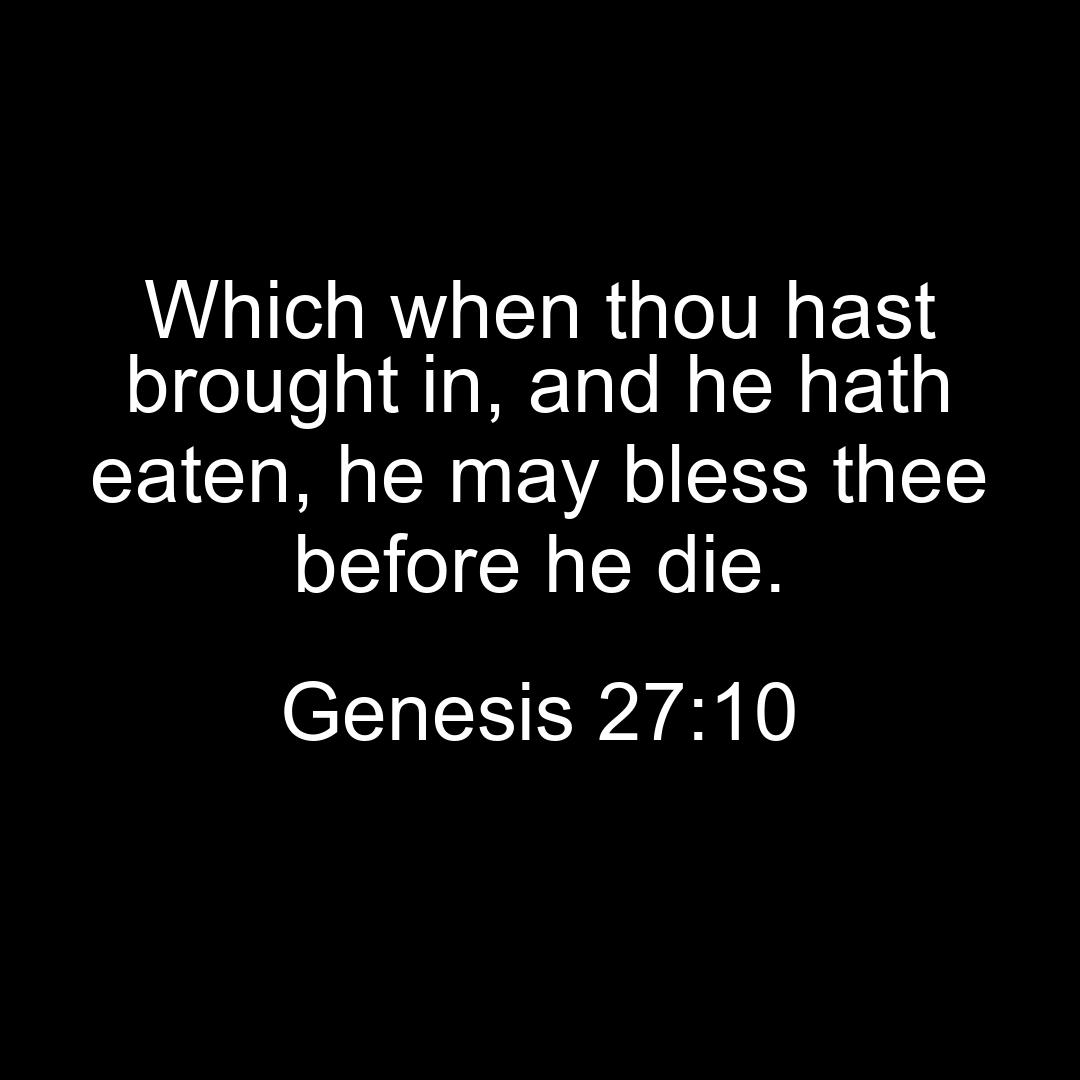 Which when thou hast
brought in, and he hath
eaten, he may bless thee
before he die.
Genesis 27:10